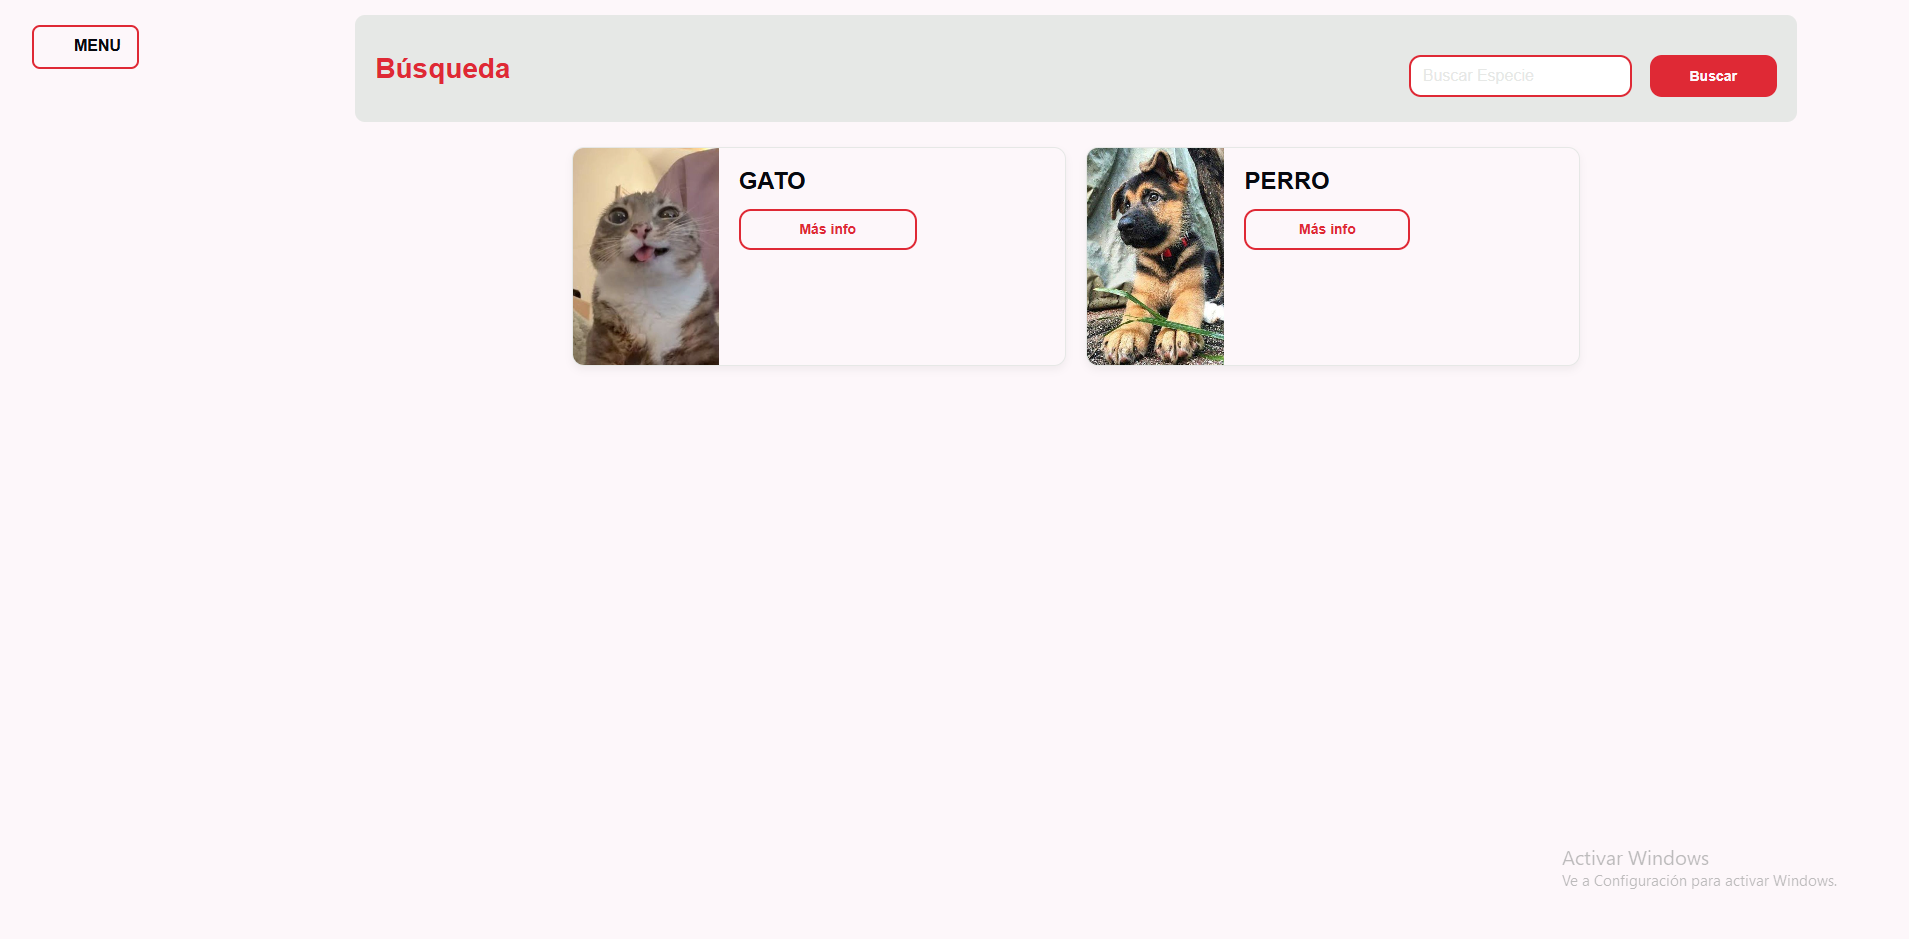 MENU
Búsqueda
Buscar Especie
Buscar
GATO
Más info
PERRO
Más info
Activar Windows
Ve a Configuración para activar Windows.